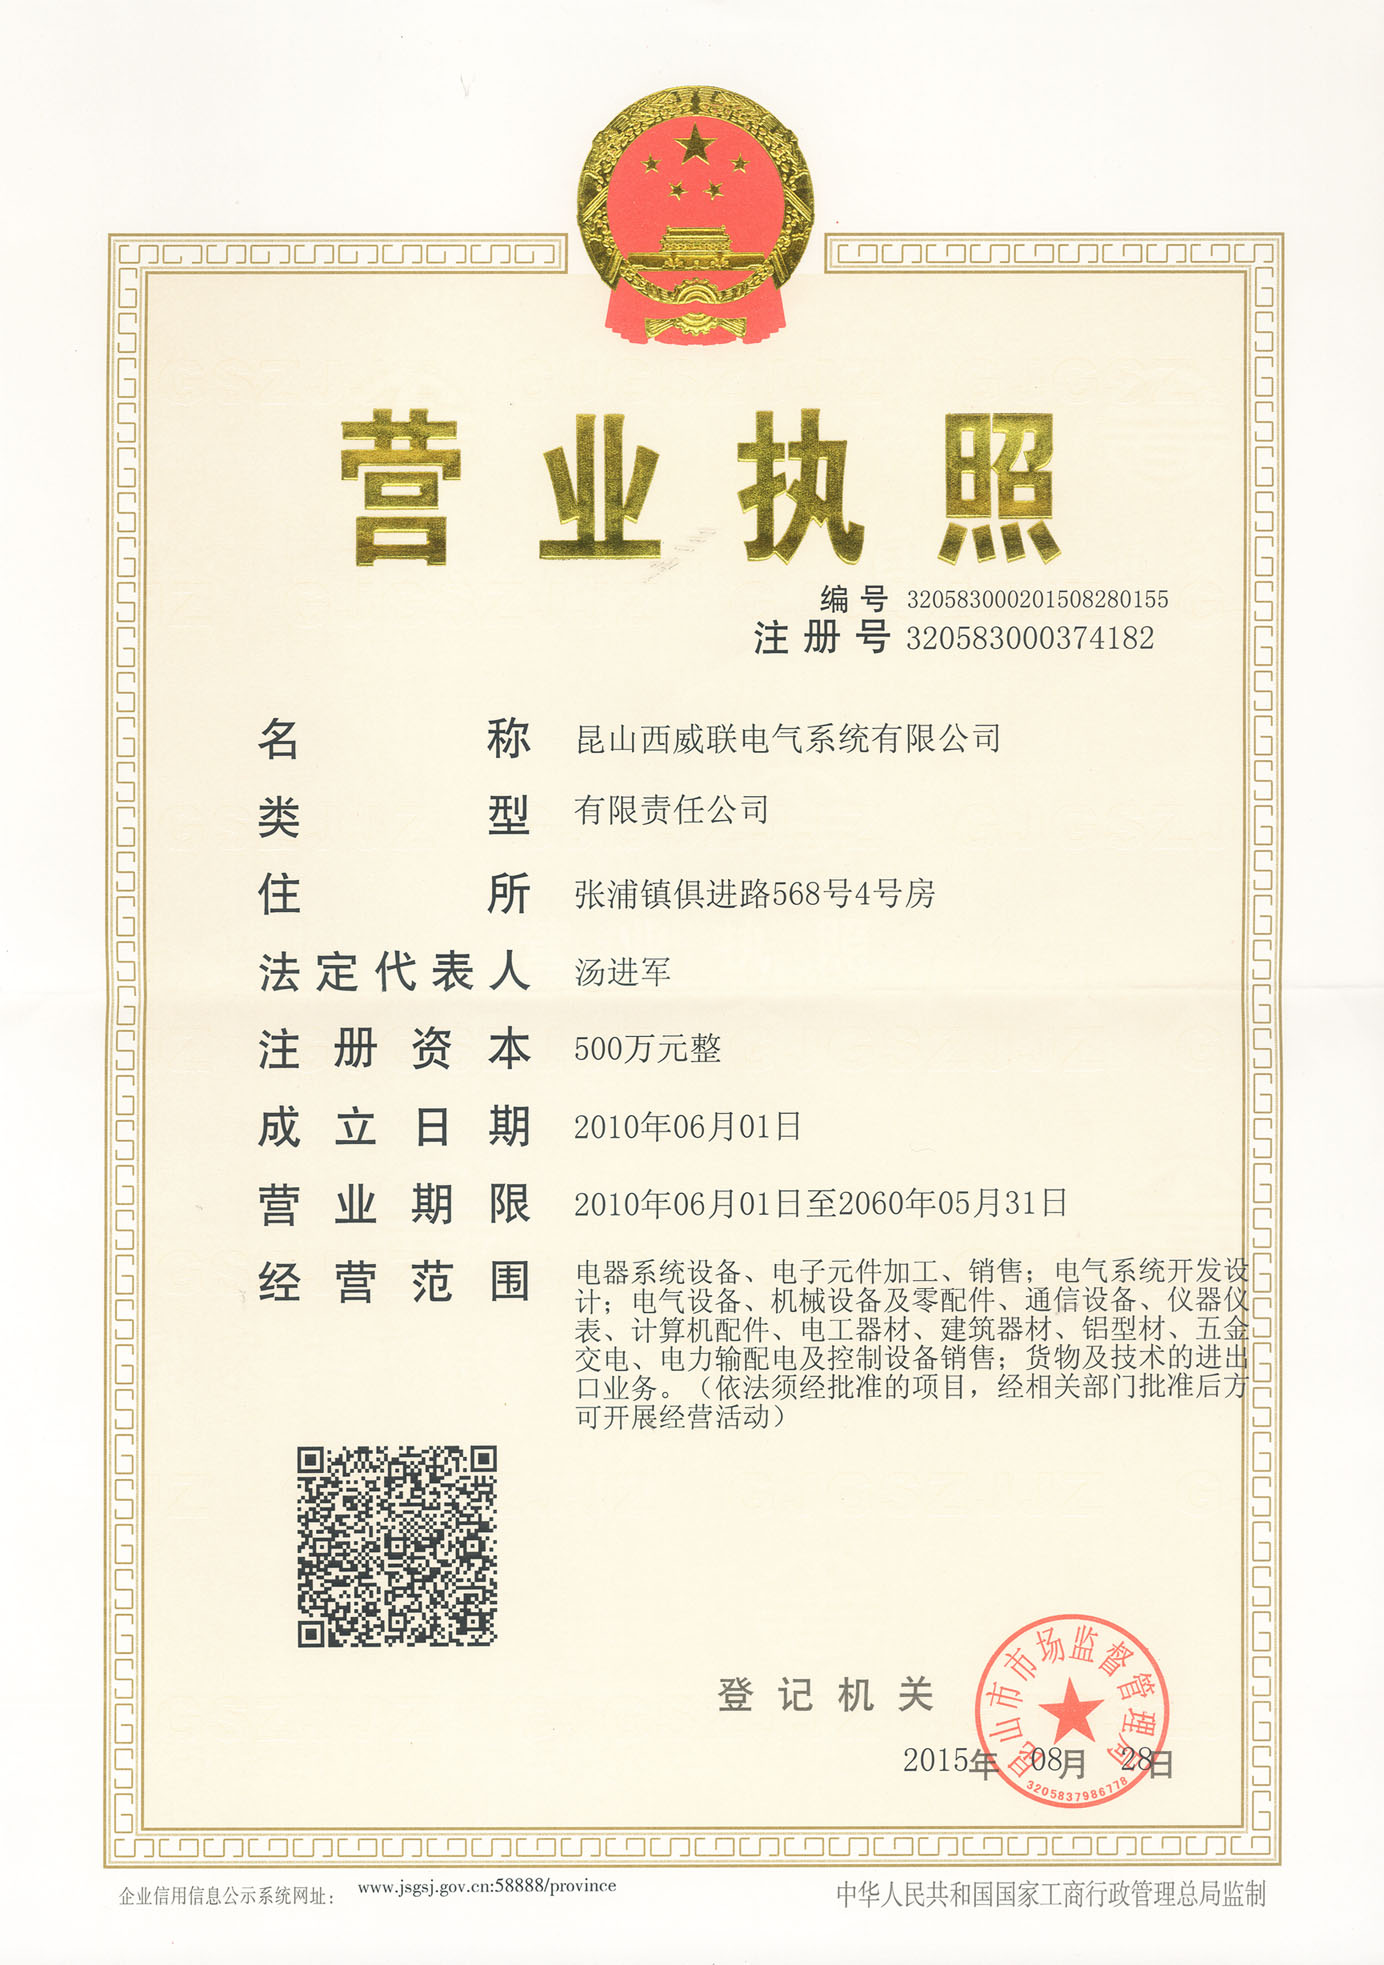 营业执照
编号 320583000201508280155
注册号 320583000374182
名称 昆山西威联电气系统有限公司
类型 有限责任公司
住所 张浦镇俱进路568号4号房
法定代表人 汤进军
注册资本 500万元整
成立日期 2010年06月01日
营业期限 2010年06月01日至2060年05月31日
经营范围 电器系统设备、电子元件加工、销售；电气系统开发设
计；电气设备、机械设备及零配件、通信设备、仪器仪
表、计算机配件、电工器材、建筑器材、铝型材、五金
交电、电力输配电及控制设备销售；货物及技术的进出
口业务。（依法须经批准的项目，经相关部门批准后方
可开展经营活动）
登记机关
昆山市市场监督管理局
2015年 08月 28日
3205837986778
企业信用信息公示系统网址： www.jsgsj.gov.cn:58888/province
中华人民共和国国家工商行政管理总局监制